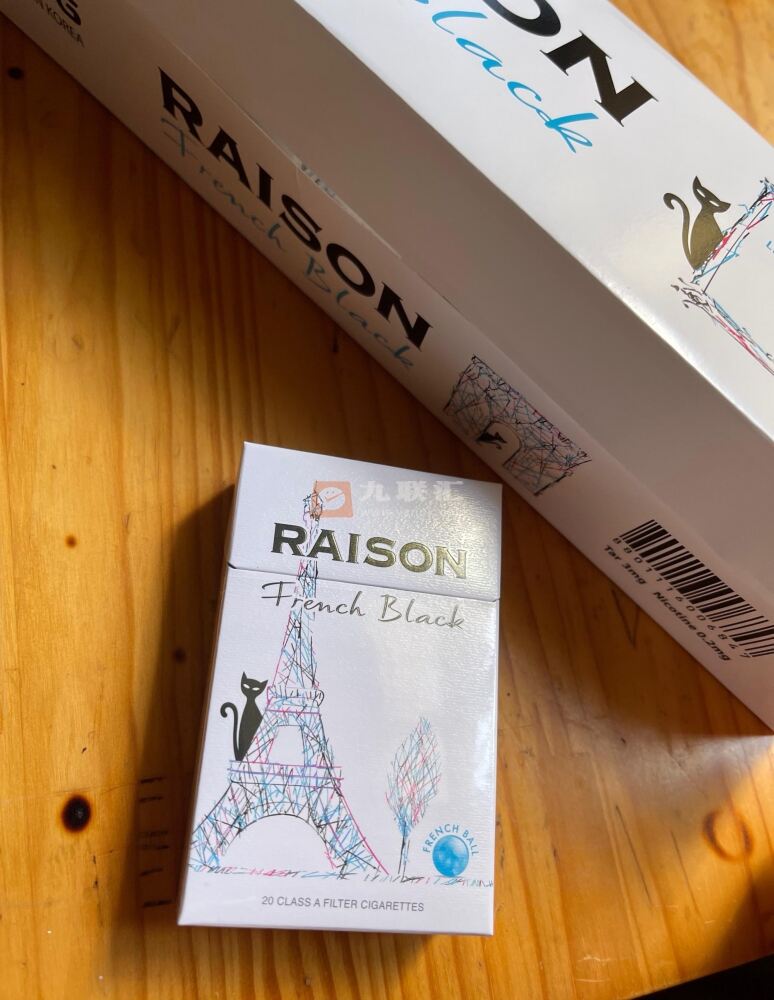 G
KOREA
ON
Black
RAISON
French Black
8801116006847
Tar 3mg Nicotine 0.2mg
九联汇
RAISON
French Black
FRENCH BALL
20 CLASS A FILTER CIGARETTES